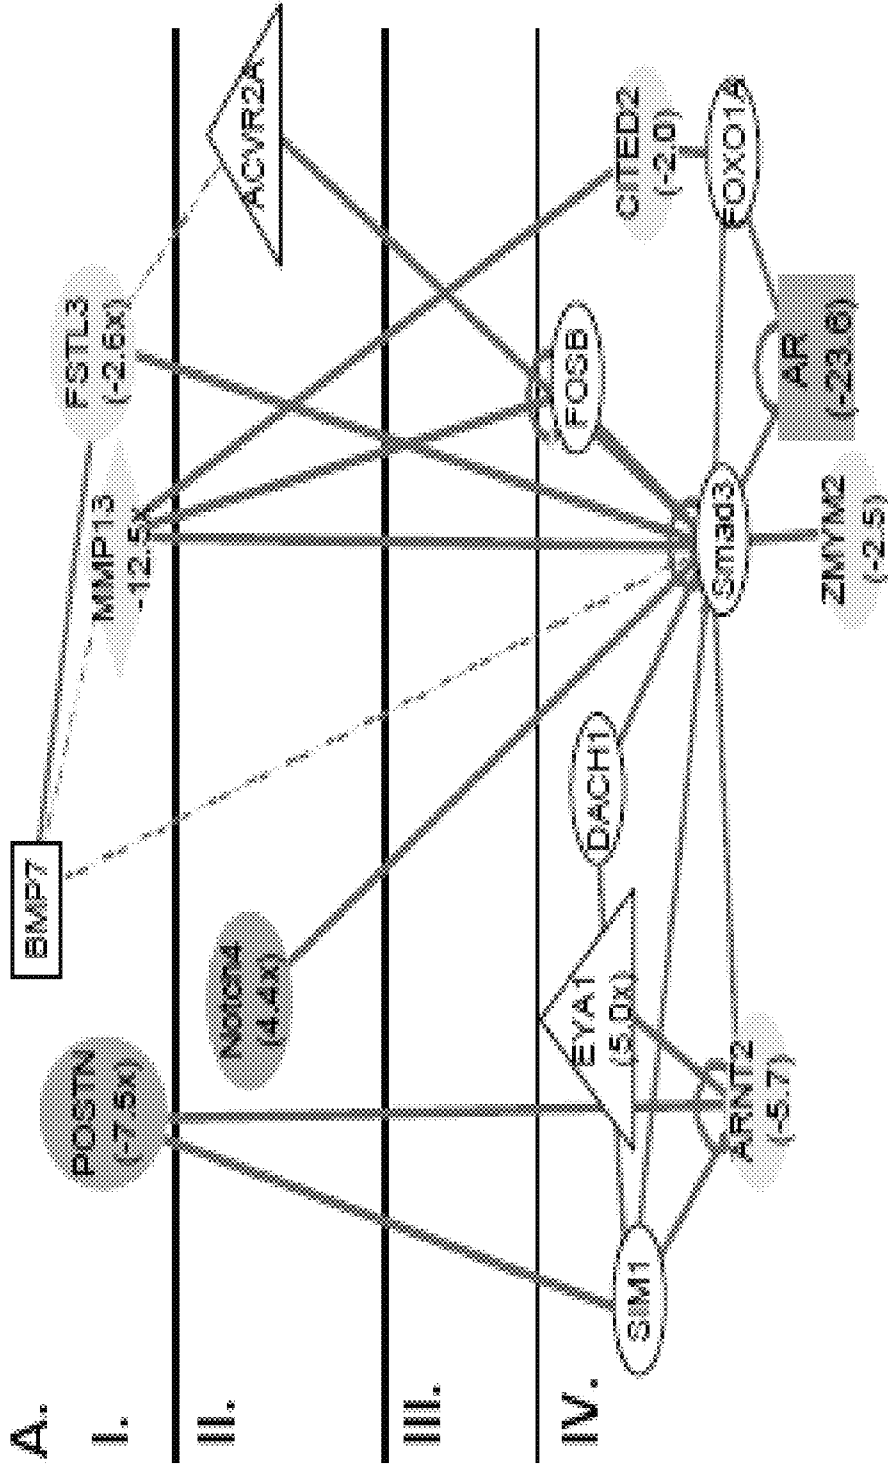 A.
I.
BMP7
POSTN
(-7.5x)
MMP13
-12.5x
FSTL3
(-2.6x)
II.
Notch4
(4.4x)
ACVR2A
III.
IV.
SIM1
EYA1
(5.0x)
DACH1
FOSB
CITED2
(-2.0)
ARNT2
(-5.7)
Smad3
FOXO1A
ZMYM2
(-2.5)
AR
(-23.6)